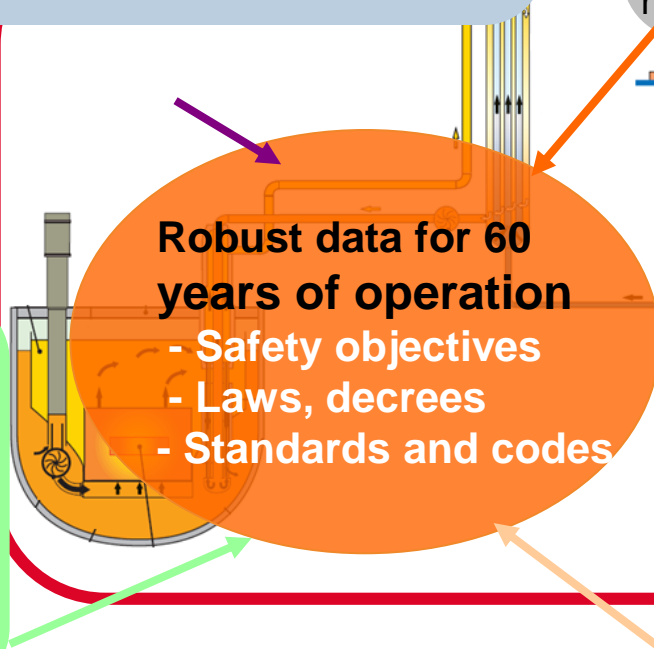 Robust data for 60
years of operation
- Safety objectives
- Laws, decrees
- Standards and codes